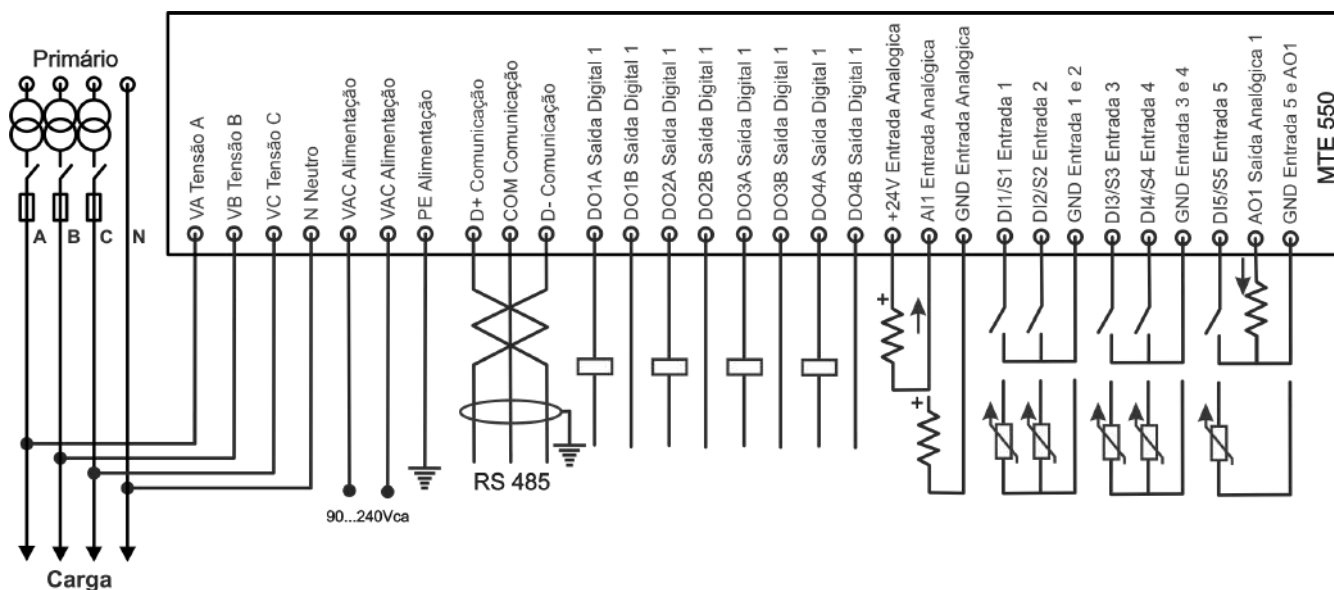 Primário
A
B
C
N
Carga
VA Tensão A
VB Tensão B
VC Tensão C
N Neutro
VAC Alimentação
VAC Alimentação
PE Alimentação
D+ Comunicação
COM Comunicação
D- Comunicação
DO1A Saída Digital 1
DO1B Saída Digital 1
DO2A Saída Digital 1
DO2B Saída Digital 1
DO3A Saída Digital 1
DO3B Saída Digital 1
DO4A Saída Digital 1
DO4B Saída Digital 1
+24V Entrada Analogica
AI1 Entrada Analógica
GND Entrada Analogica
DI1/S1 Entrada 1
DI2/S2 Entrada 2
GND Entrada 1 e 2
DI3/S3 Entrada 3
DI4/S4 Entrada 4
GND Entrada 3 e 4
DI5/S5 Entrada 5
AO1 Saída Analógica 1
GND Entrada 5 e AO1
MTE 550
90...240Vca
RS 485
+
+